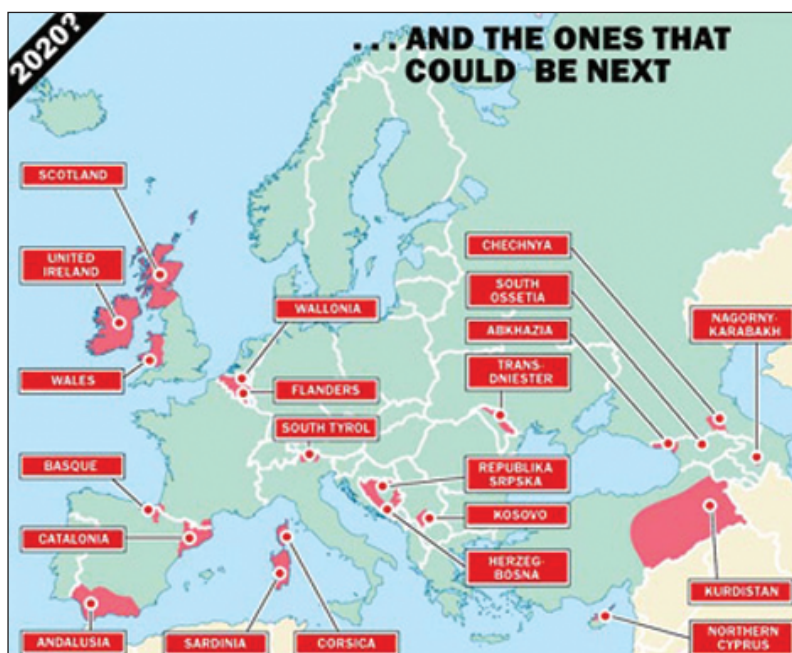 2020?
. . . AND THE ONES THAT
COULD BE NEXT
SCOTLAND
UNITED
IRELAND
WALES
WALLONIA
FLANDERS
SOUTH TYROL
BASQUE
CATALONIA
ANDALUSIA
SARDINIA
CORSICA
CHECHNYA
SOUTH
OSSETIA
ABKHAZIA
TRANS-
DNIESTER
NAGORNY-
KARABAKH
REPUBLIKA
SRPSKA
KOSOVO
HERZEG-
BOSNA
KURDISTAN
NORTHERN
CYPRUS